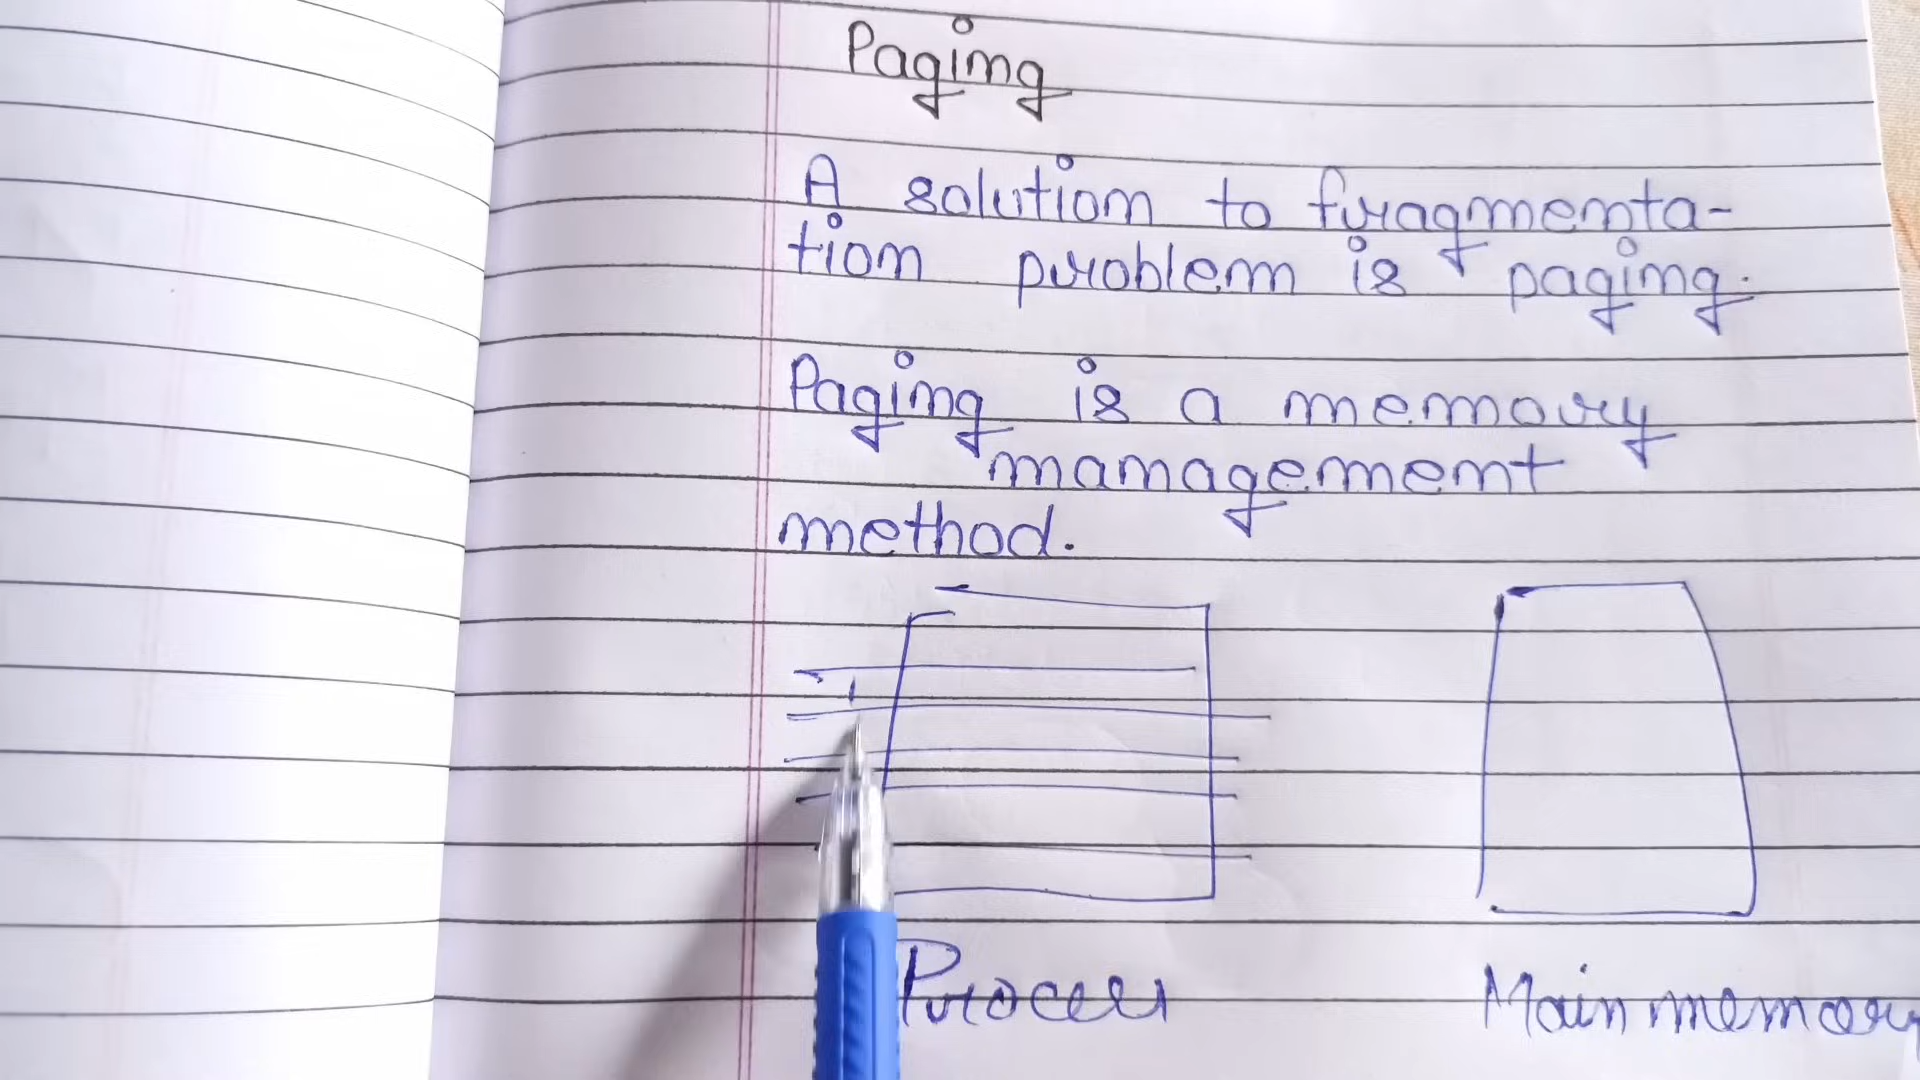 Paging
A solution to fragmenta-
tion problem is paging.
Paging is a memory
management
method.
Process
Main memory